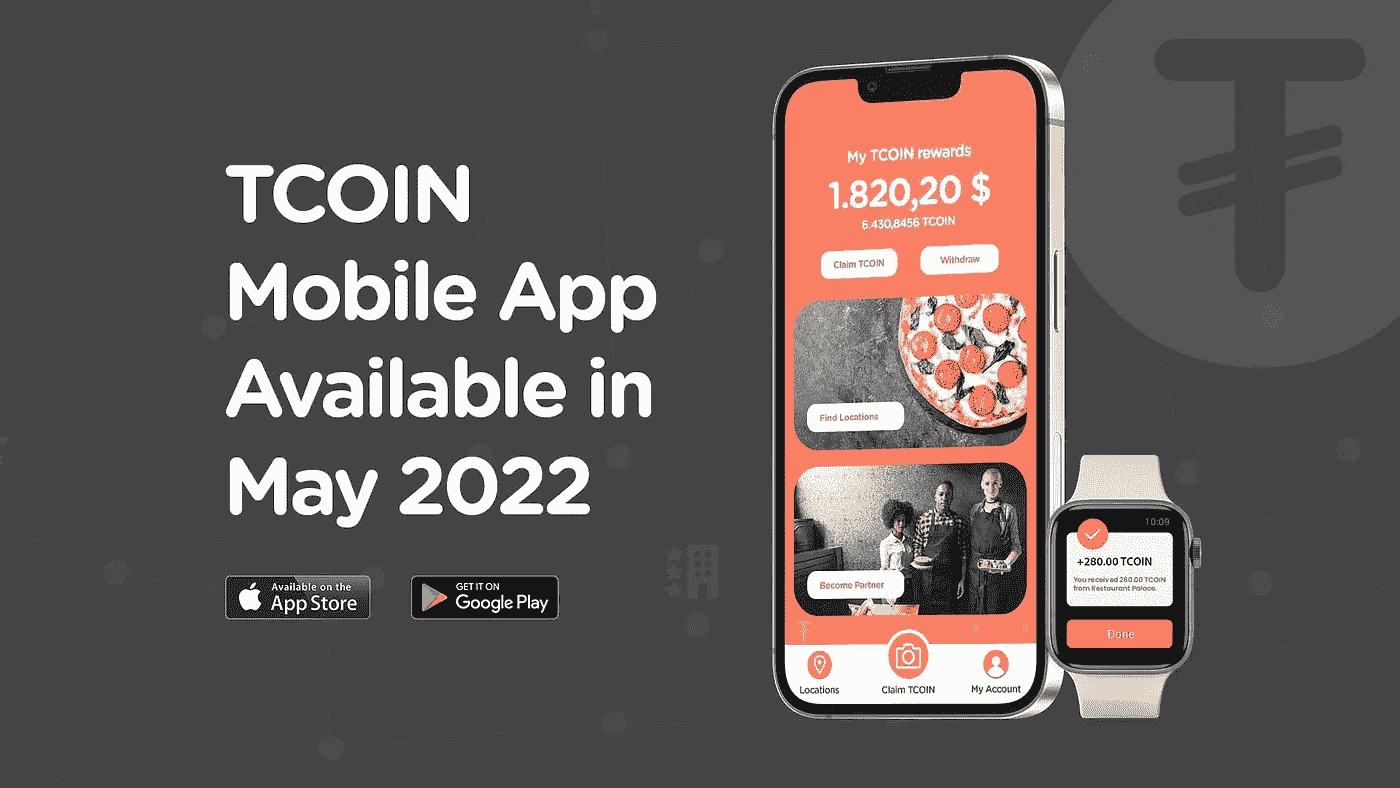 TCOIN
Mobile App
Available in
May 2022
Available on the
App Store
GET IT ON
Google Play
My TCOIN rewards
1.820,20 $
6.430,8456 TCOIN
Claim TCOIN
Withdraw
Find Locations
Become Partner
Locations
Claim TCOIN
My Account
10:09
+280.00 TCOIN
You received 280.00 TCOIN
from Restaurant Palace.
Done